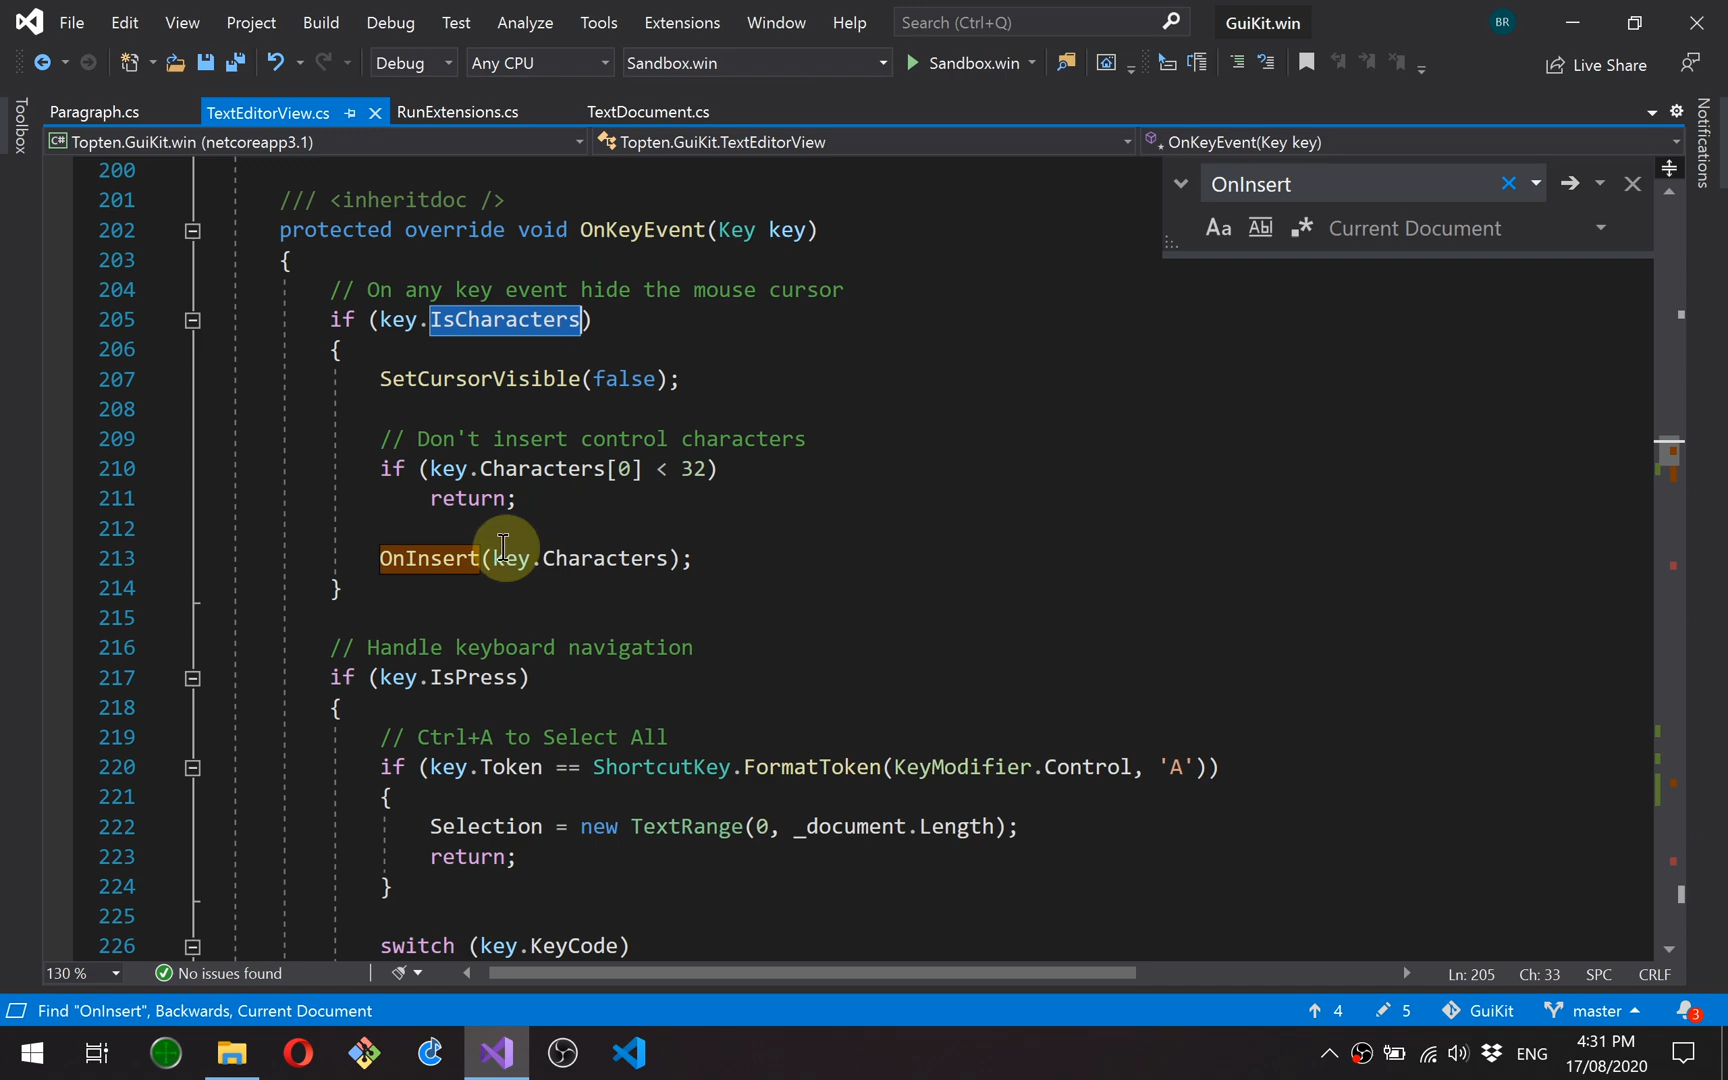 File Edit View Project Build Debug Test Analyze Tools Extensions Window Help Search (Ctrl+Q) GuiKit.win BR
Debug Any CPU Sandbox.win Sandbox.win Live Share
Toolbox
Paragraph.cs TextEditorView.cs RunExtensions.cs TextDocument.cs
Notifications
C# Topten.GuiKit.win (netcoreapp3.1) Topten.GuiKit.TextEditorView OnKeyEvent(Key key)
OnInsert
Aa Abl .* Current Document
200
201 /// <inheritdoc />
202 protected override void OnKeyEvent(Key key)
203 {
204 // On any key event hide the mouse cursor
205 if (key.IsCharacters)
206 {
207 SetCursorVisible(false);
208
209 // Don't insert control characters
210 if (key.Characters[0] < 32)
211 return;
212
213 OnInsert(key.Characters);
214 }
215
216 // Handle keyboard navigation
217 if (key.IsPress)
218 {
219 // Ctrl+A to Select All
220 if (key.Token == ShortcutKey.FormatToken(KeyModifier.Control, 'A'))
221 {
222 Selection = new TextRange(0, _document.Length);
223 return;
224 }
225
226 switch (key.KeyCode)
130 % No issues found Ln: 205 Ch: 33 SPC CRLF
Find "OnInsert", Backwards, Current Document 4 5 GuiKit master 3
ENG 4:31 PM
17/08/2020